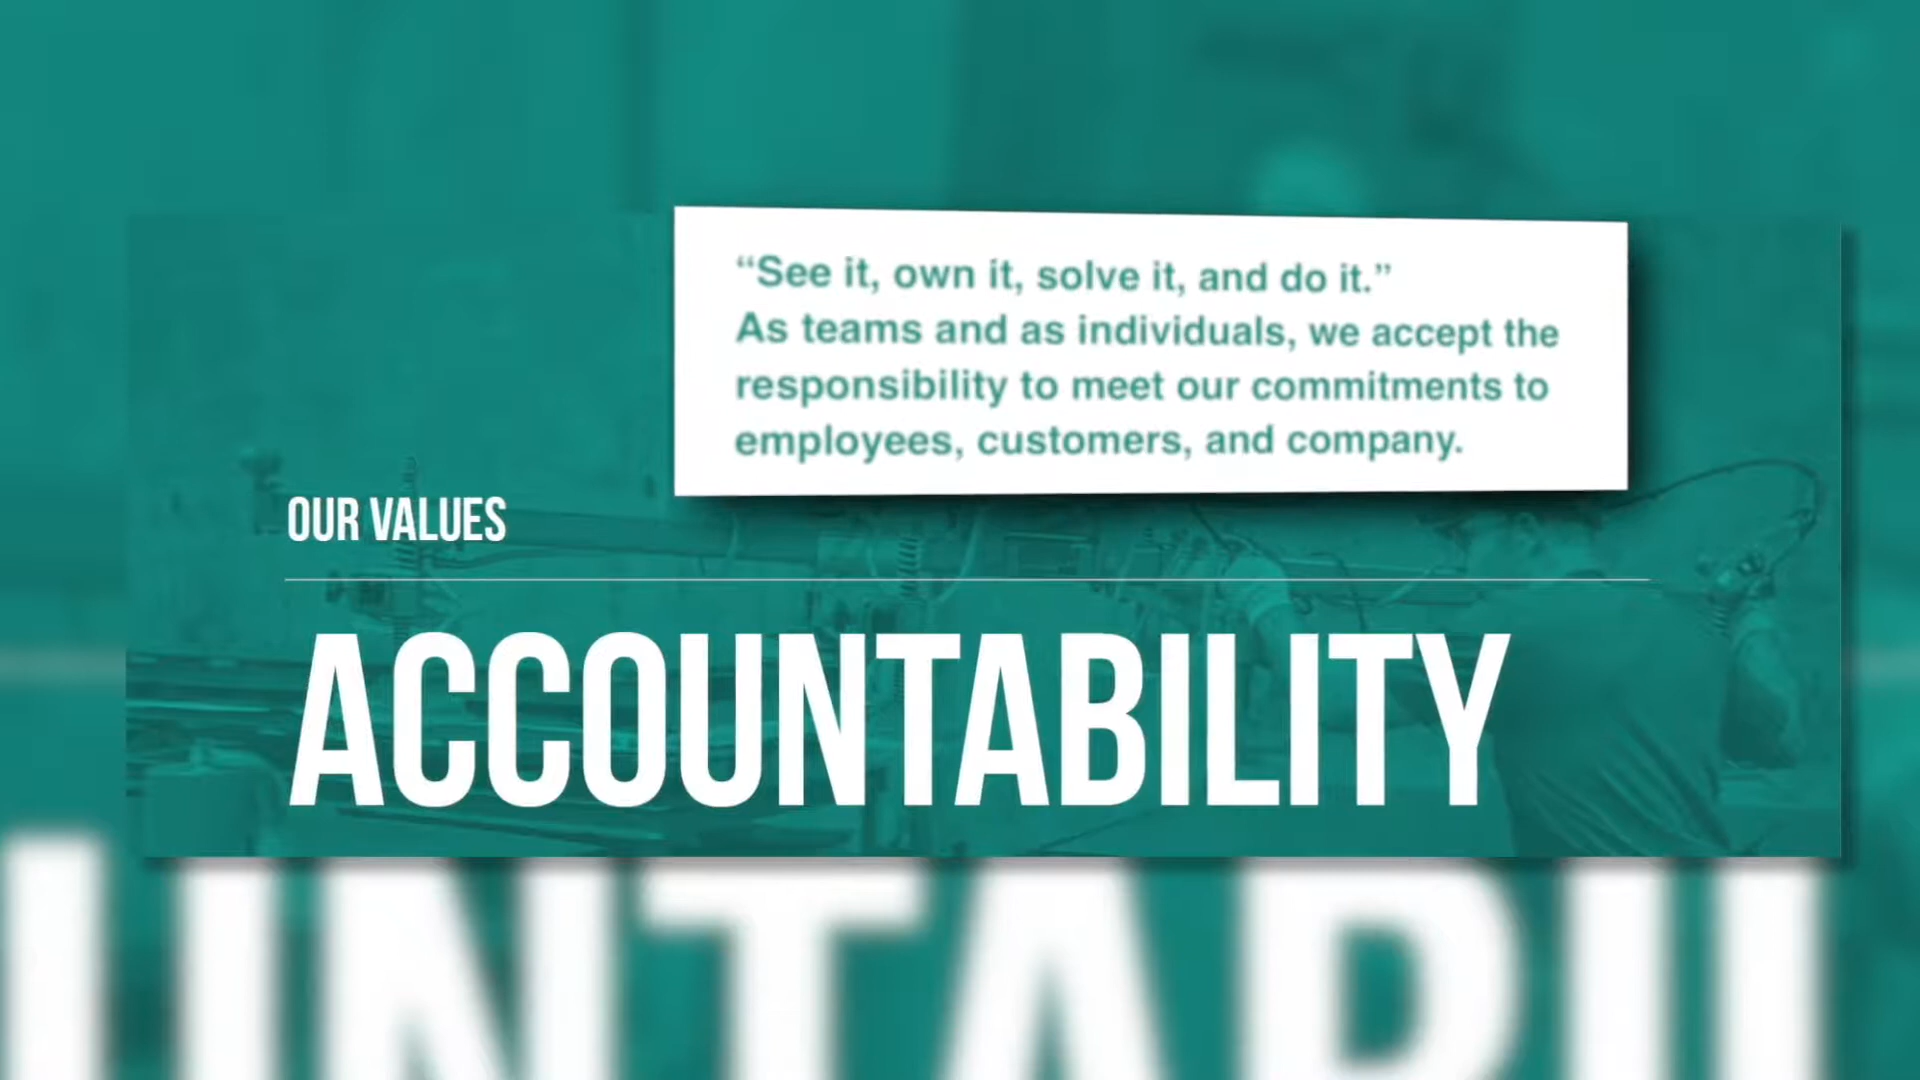 “See it, own it, solve it, and do it.”
As teams and as individuals, we accept the
responsibility to meet our commitments to
employees, customers, and company.
OUR VALUES
ACCOUNTABILITY